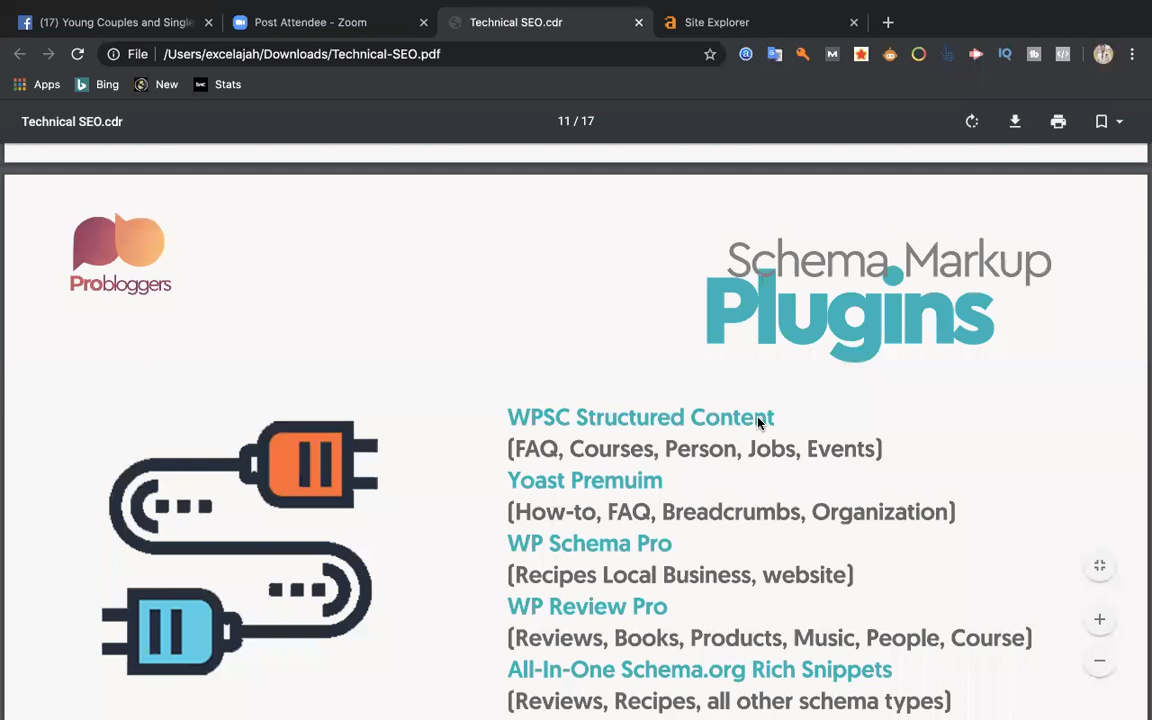 (17) Young Couples and Single
Post Attendee - Zoom
Technical SEO.cdr
Site Explorer
File
/Users/excelajah/Downloads/Technical-SEO.pdf
Apps
Bing
New
Stats
Technical SEO.cdr
11 / 17
Probloggers
Schema Markup
Plugins
WPSC Structured Content
(FAQ, Courses, Person, Jobs, Events)
Yoast Premuim
(How-to, FAQ, Breadcrumbs, Organization)
WP Schema Pro
(Recipes Local Business, website)
WP Review Pro
(Reviews, Books, Products, Music, People, Course)
All-In-One Schema.org Rich Snippets
(Reviews, Recipes, all other schema types)